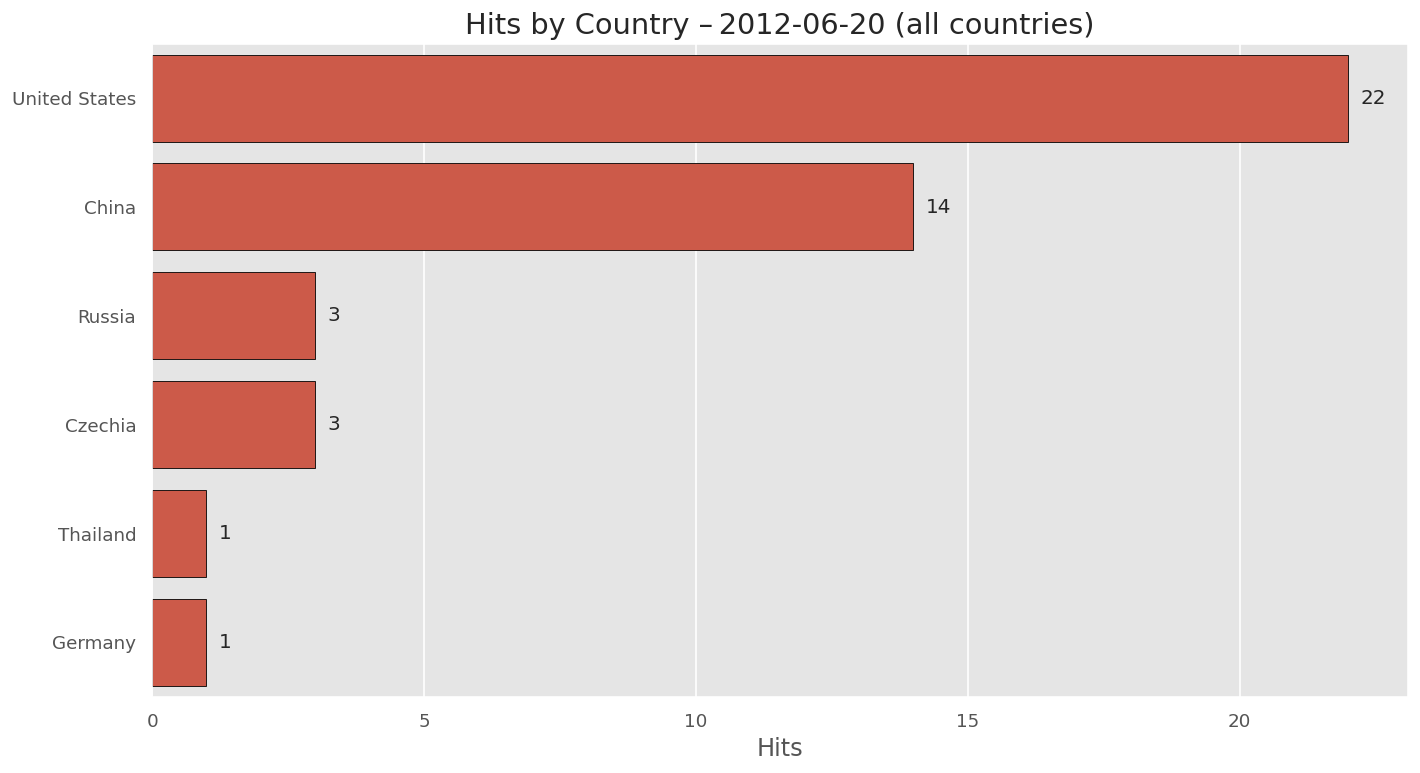 Hits by Country – 2012-06-20 (all countries)
United States
22
China
14
Russia
3
Czechia
3
Thailand
1
Germany
1
0 5 10 15 20
Hits